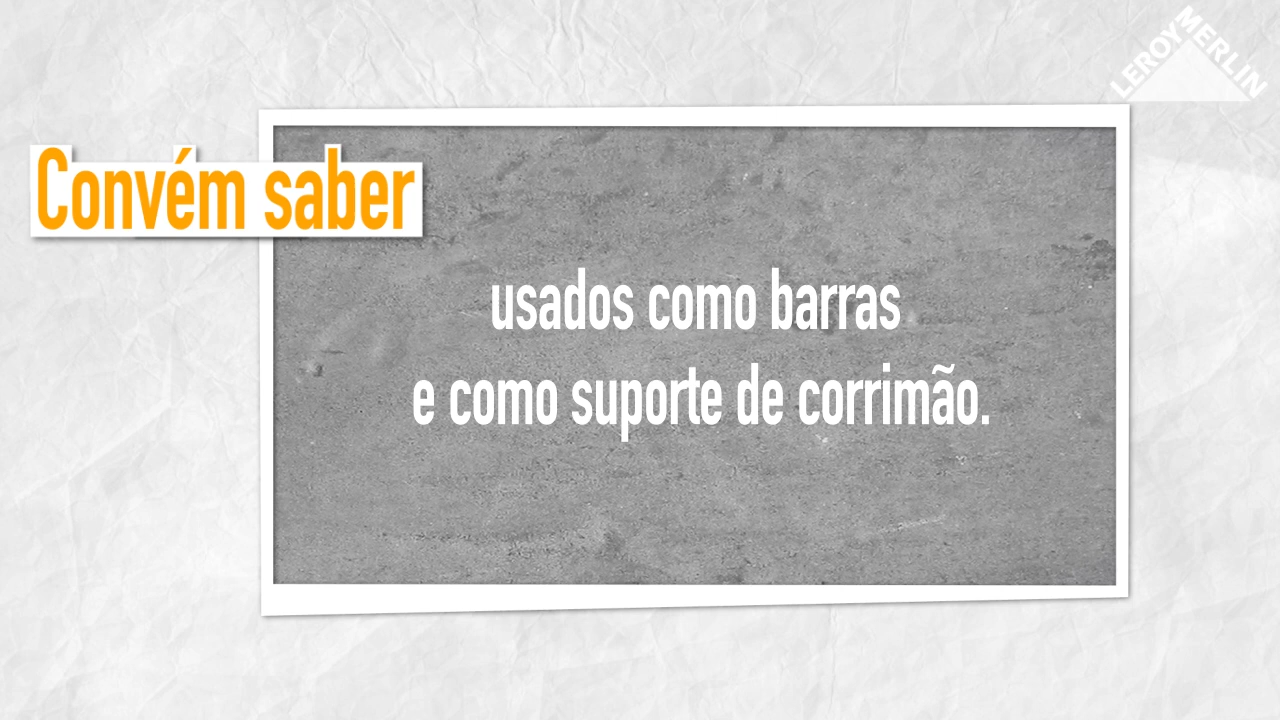 LEROY MERLIN
Convém saber
usados como barras
e como suporte de corrimão.